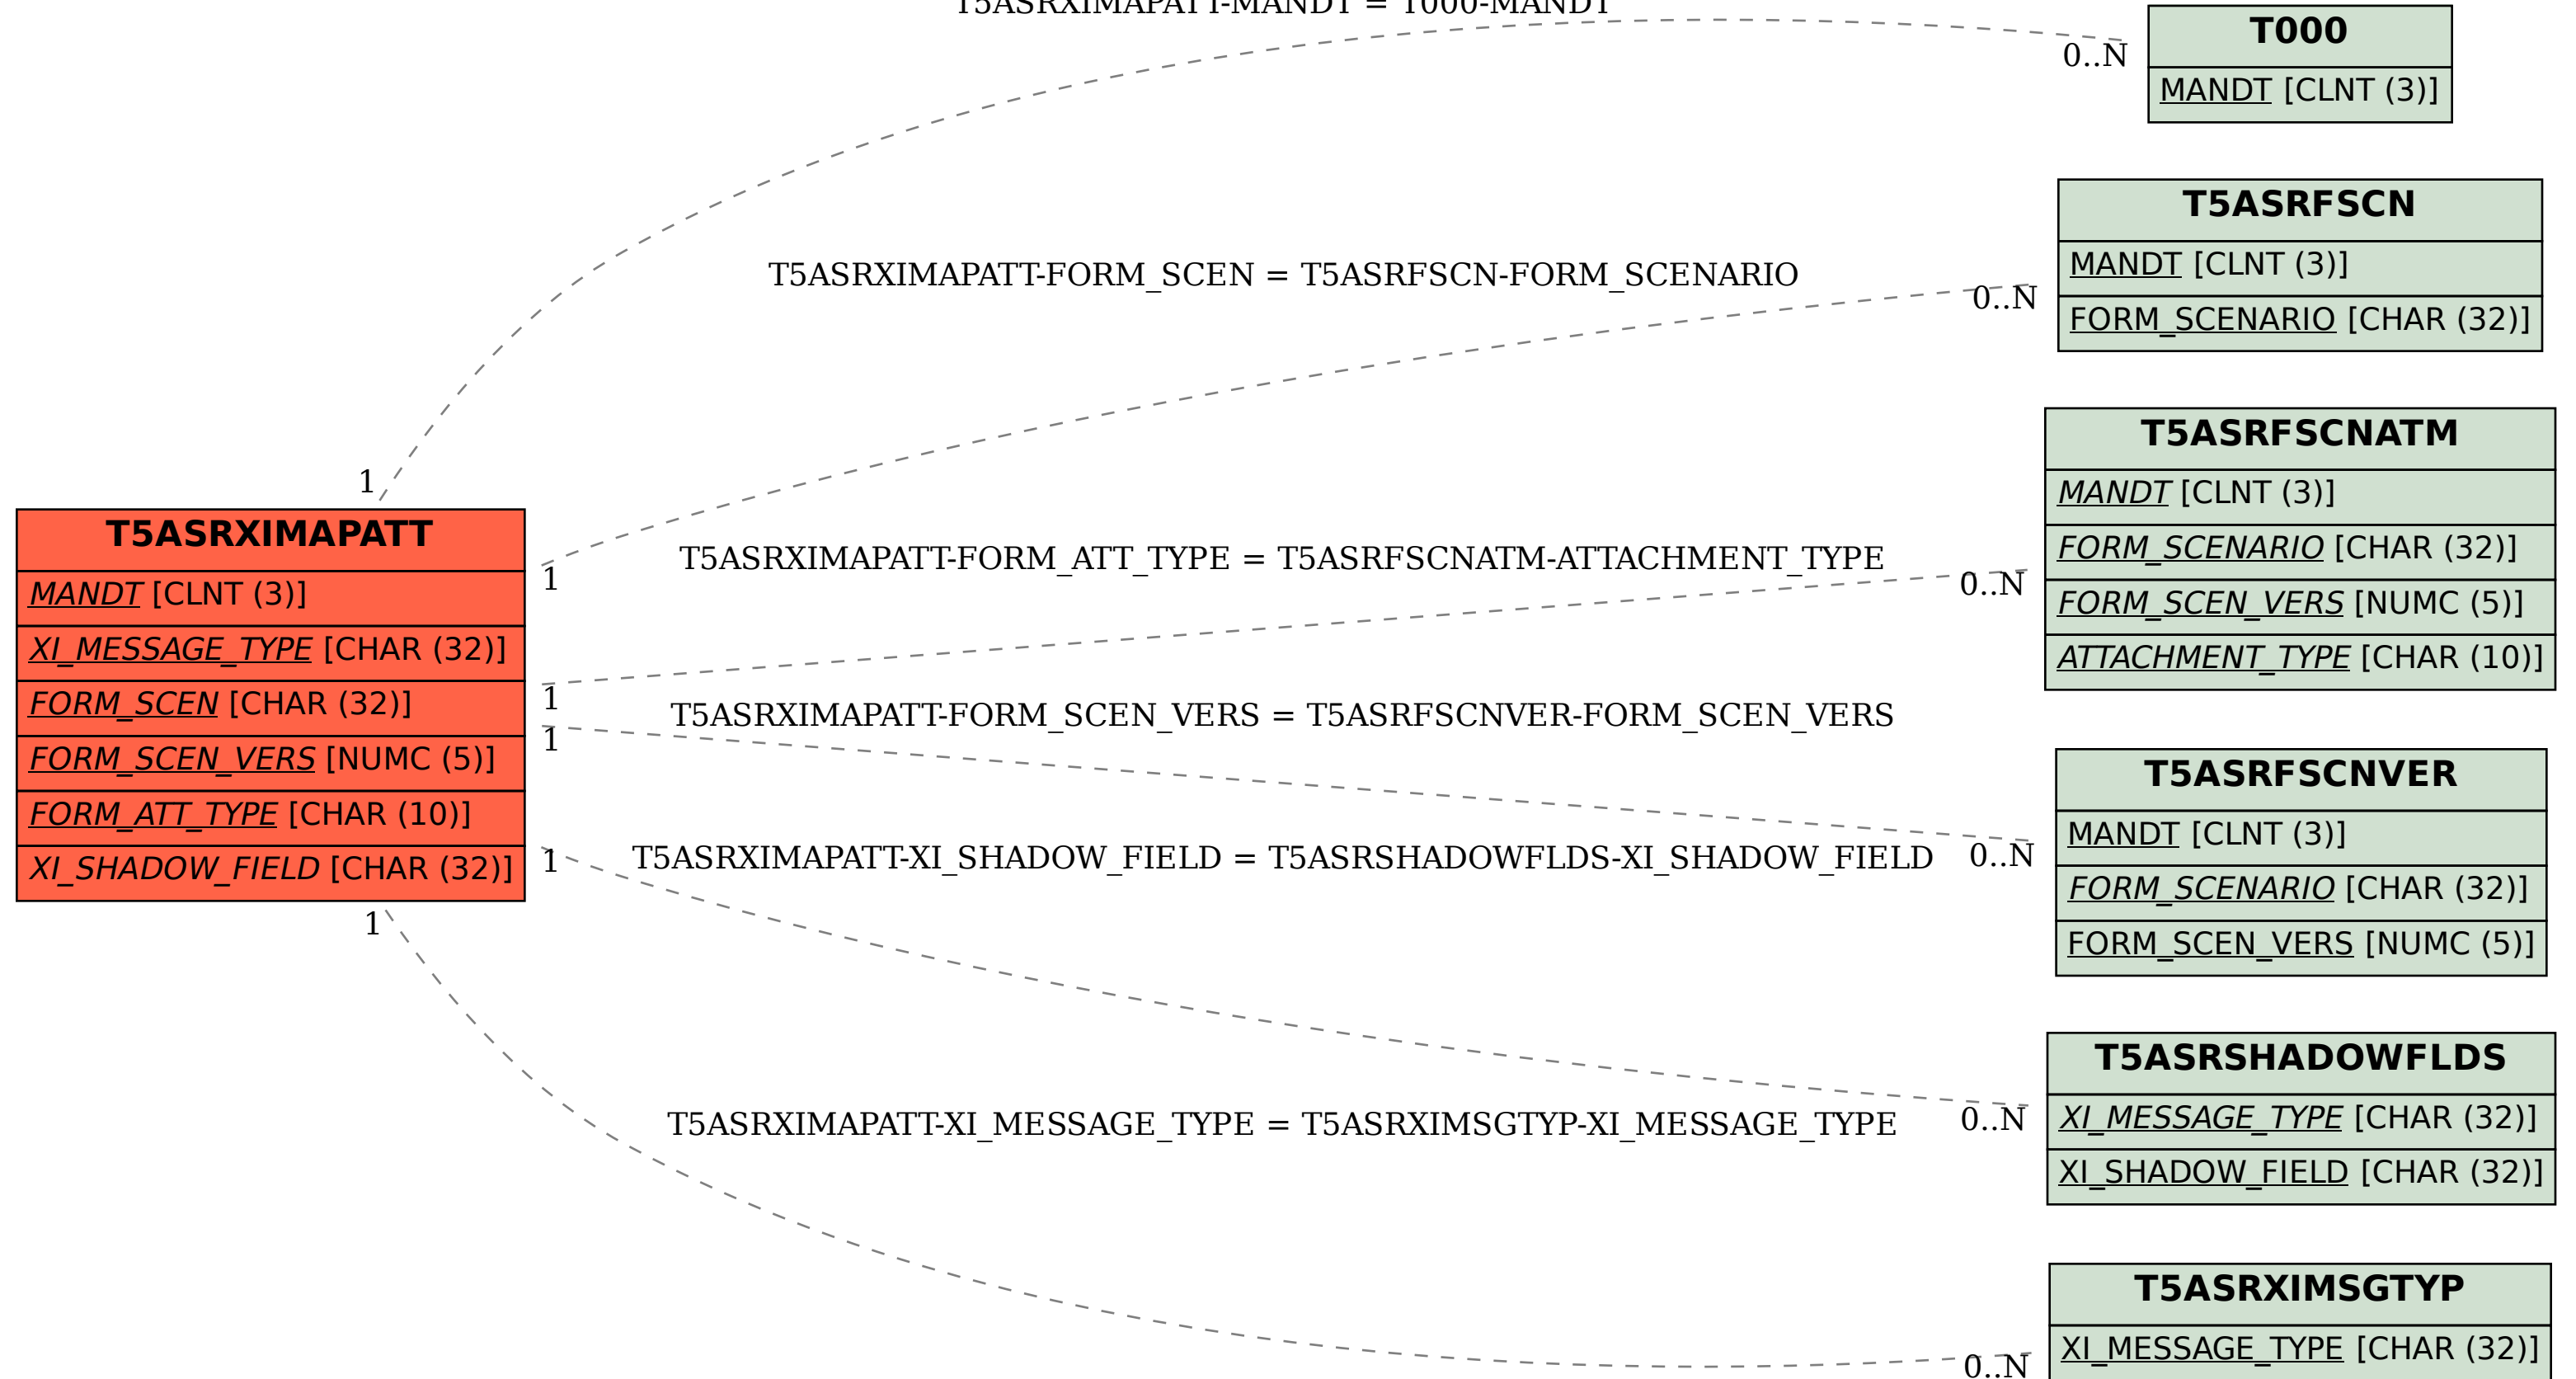 T5ASRXIMAPATT-MANDT = T000-MANDT
T000
0..N
MANDT [CLNT (3)]
T5ASRFSCN
MANDT [CLNT (3)]
T5ASRXIMAPATT-FORM_SCEN = T5ASRFSCN-FORM_SCENARIO
0..N
FORM_SCENARIO [CHAR (32)]
T5ASRFSCNATM
MANDT [CLNT (3)]
FORM_SCENARIO [CHAR (32)]
FORM_SCEN_VERS [NUMC (5)]
ATTACHMENT_TYPE [CHAR (10)]
1
T5ASRXIMAPATT
MANDT [CLNT (3)]
XI_MESSAGE_TYPE [CHAR (32)]
FORM_SCEN [CHAR (32)]
FORM_SCEN_VERS [NUMC (5)]
FORM_ATT_TYPE [CHAR (10)]
XI_SHADOW_FIELD [CHAR (32)]
1
T5ASRXIMAPATT-FORM_ATT_TYPE = T5ASRFSCNATM-ATTACHMENT_TYPE
0..N
1
T5ASRXIMAPATT-FORM_SCEN_VERS = T5ASRFSCNVER-FORM_SCEN_VERS
1
T5ASRFSCNVER
MANDT [CLNT (3)]
FORM_SCENARIO [CHAR (32)]
FORM_SCEN_VERS [NUMC (5)]
1
T5ASRXIMAPATT-XI_SHADOW_FIELD = T5ASRSHADOWFLDS-XI_SHADOW_FIELD
0..N
1
T5ASRSHADOWFLDS
XI_MESSAGE_TYPE [CHAR (32)]
XI_SHADOW_FIELD [CHAR (32)]
T5ASRXIMAPATT-XI_MESSAGE_TYPE = T5ASRXIMSGTYP-XI_MESSAGE_TYPE
0..N
T5ASRXIMSGTYP
XI_MESSAGE_TYPE [CHAR (32)]
0..N